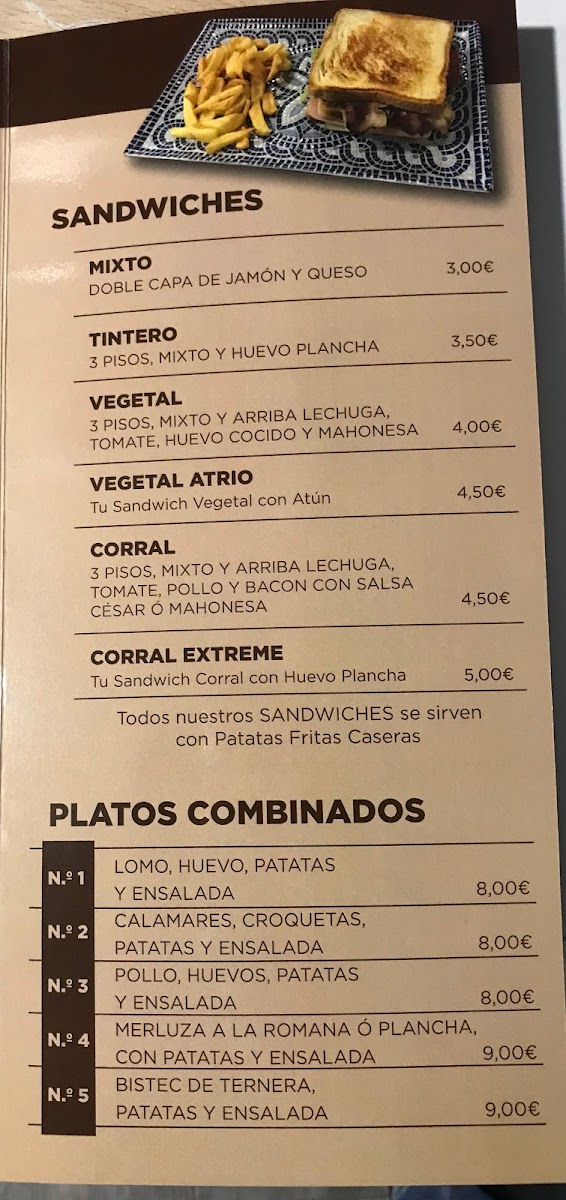 SANDWICHES
MIXTO
DOBLE CAPA DE JAMÓN Y QUESO 3,00€
TINTERO
3 PISOS, MIXTO Y HUEVO PLANCHA 3,50€
VEGETAL
3 PISOS, MIXTO Y ARRIBA LECHUGA,
TOMATE, HUEVO COCIDO Y MAHONESA 4,00€
VEGETAL ATRIO
Tu Sandwich Vegetal con Atún 4,50€
CORRAL
3 PISOS, MIXTO Y ARRIBA LECHUGA,
TOMATE, POLLO Y BACON CON SALSA
CÉSAR Ó MAHONESA 4,50€
CORRAL EXTREME
Tu Sandwich Corral con Huevo Plancha 5,00€
Todos nuestros SANDWICHES se sirven
con Patatas Fritas Caseras
PLATOS COMBINADOS
N.º 1 LOMO, HUEVO, PATATAS
Y ENSALADA 8,00€
N.º 2 CALAMARES, CROQUETAS,
PATATAS Y ENSALADA 8,00€
N.º 3 POLLO, HUEVOS, PATATAS
Y ENSALADA 8,00€
N.º 4 MERLUZA A LA ROMANA Ó PLANCHA,
CON PATATAS Y ENSALADA 9,00€
N.º 5 BISTEC DE TERNERA,
PATATAS Y ENSALADA 9,00€